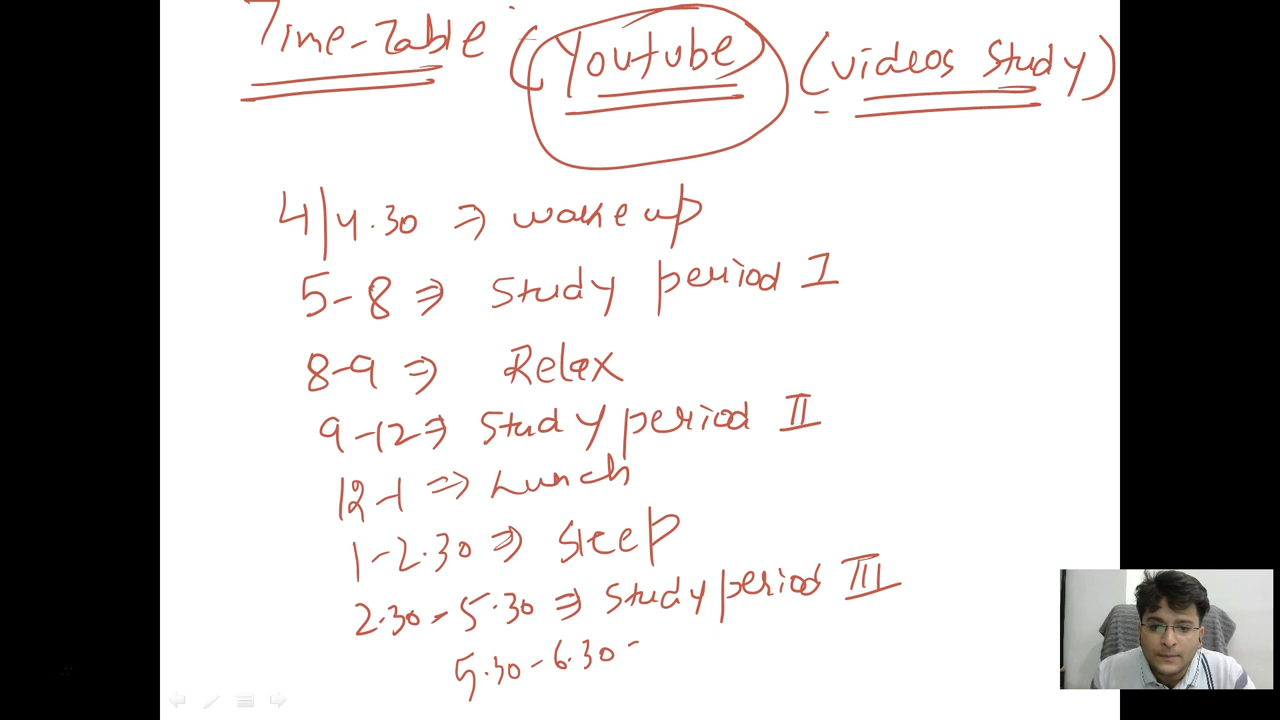 Time-Table (Youtube (videos study)
4|4.30 ⇒ wake up
5-8 ⇒ Study period I
8-9 ⇒ Relax
9-12 ⇒ Study period II
12-1 ⇒ Lunch
1-2.30 ⇒ Sleep
2.30-5.30 ⇒ Study period III
5.30-6.30 -